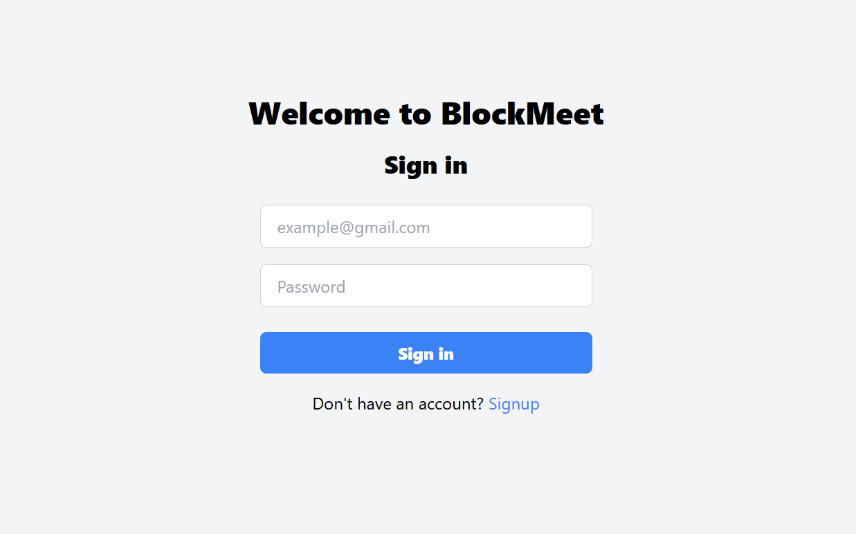 Welcome to BlockMeet
Sign in
example@gmail.com
Password
Sign in
Don't have an account? Signup